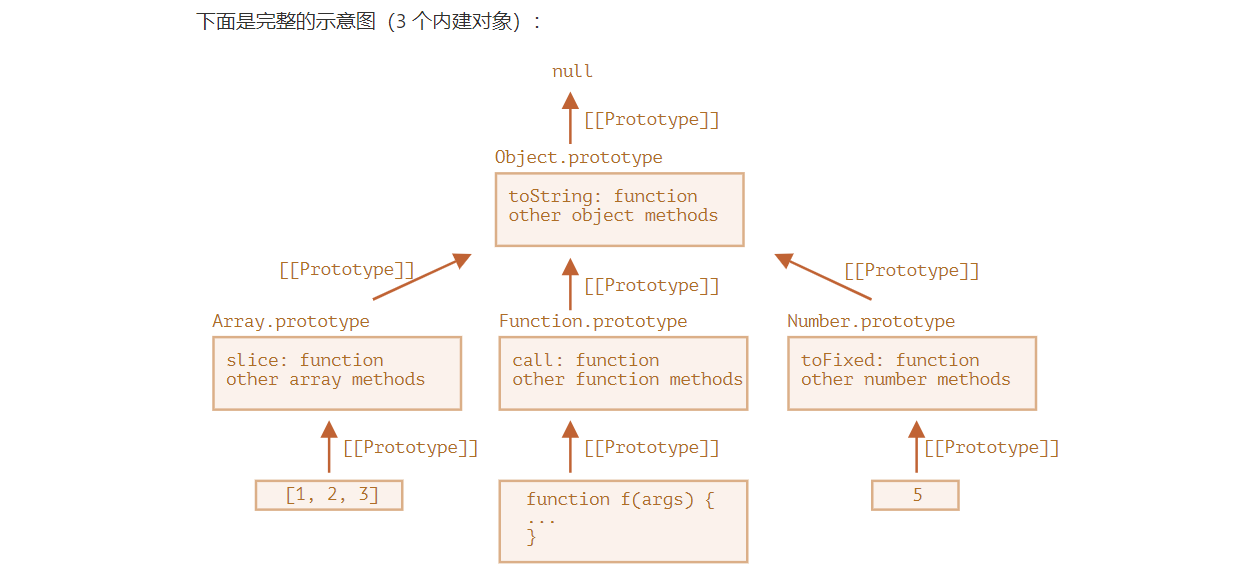 下面是完整的示意图（3 个内建对象）：
null
[[Prototype]]
Object.prototype
toString: function
other object methods
[[Prototype]]
[[Prototype]]
[[Prototype]]
Array.prototype
Function.prototype
Number.prototype
slice: function
other array methods
call: function
other function methods
toFixed: function
other number methods
[[Prototype]]
[[Prototype]]
[[Prototype]]
[1, 2, 3]
function f(args) {
...
}
5